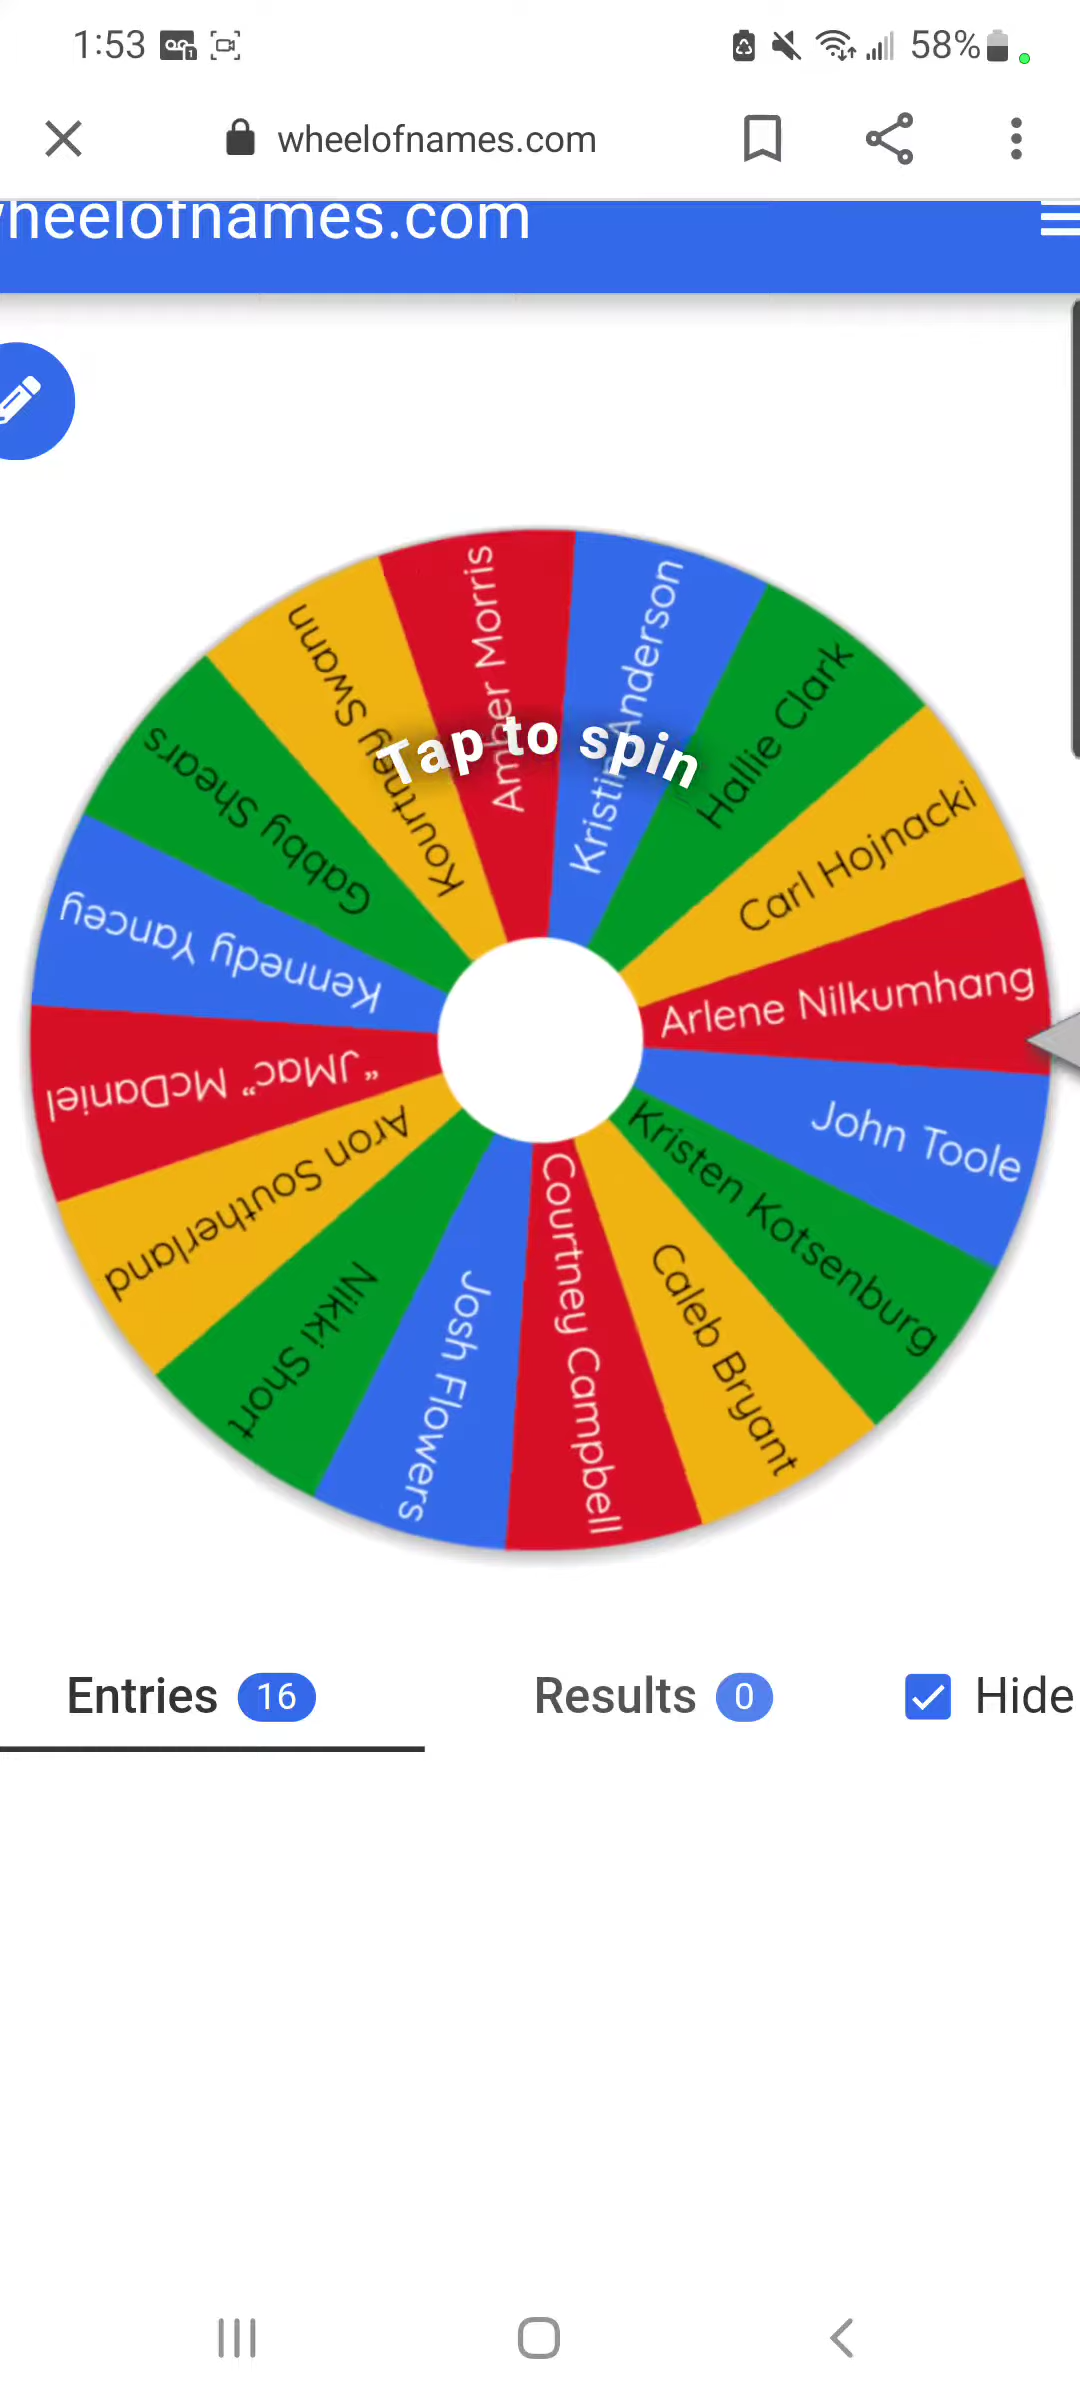 1:53
58%
wheelofnames.com
heelofnames.com
Tap to spin
Amber Morris
Kristin Anderson
Hallie Clark
Carl Hojnacki
Arlene Nilkumhang
John Toole
Kristen Kotsenburg
Caleb Bryant
Courtney Campbell
Josh Flowers
Nikki Short
Aron Southerland
"JMac" McDaniel
Kennedy Yancey
Gabby Shears
Kourtney Swann
Entries 16
Results 0
Hide